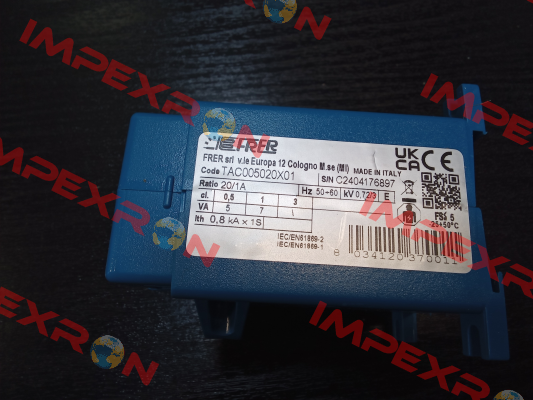 IMPEXRON
FRER
FRER srl v.le Europa 12 Cologno M.se (MI)
Code TAC005020X01
S/N C2404176897
MADE IN ITALY
UK CA CE
Ratio 20/1A
Hz 50÷60 kV 0,72/3 E
cl. 0,5 1 3
VA 5 7 \
Ith 0,8 kA x 1S
FS≤ 5
-25+50°C
IEC/EN61869-2
IEC/EN61869-1
8 034120 370011
IMPEXRON
IMPEXRON
IMPEXRON